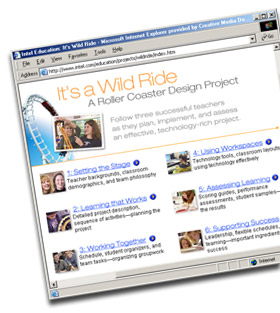 Intel Education: It's a Wild Ride - Microsoft Internet Explorer provided by Creative Media De
File Edit View Favorites Tools Help
Address http://www.intel.com/education/projects/wildride/index.htm
Go
It's a Wild Ride
A Roller Coaster Design Project
Follow three successful teachers
as they plan, implement, and assess
an effective, technology-rich project.
1: Setting the Stage
Teacher backgrounds, classroom
demographics, and team philosophy
2: Learning that Works
Detailed project description,
sequence of activities—planning the
project
3: Working Together
Schedule, student organizers, and
team tasks—organizing groupwork
4: Using Workspaces
Technology tools, classroom layouts
using technology effectively
5: Assessing Learning
Scoring guides, performance
assessments, student samples—
the results
6: Supporting Success
Leadership, flexible schedules,
teaming—important ingredients
success
Internet